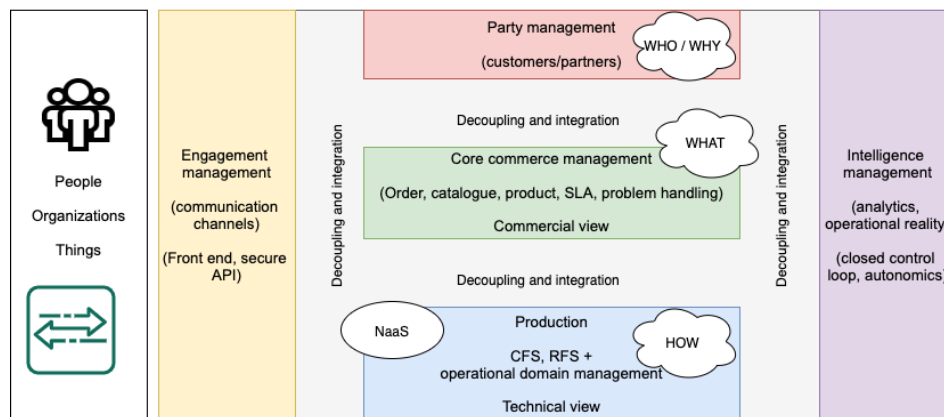 People
Organizations
Things
Engagement
management
(communication
channels)
(Front end, secure
API)
Decoupling and integration
Party management
(customers/partners)
WHO / WHY
Decoupling and integration
WHAT
Core commerce management
(Order, catalogue, product, SLA, problem handling)
Commercial view
Decoupling and integration
NaaS
Production
HOW
CFS, RFS +
operational domain management
Technical view
Decoupling and integration
Intelligence
management
(analytics,
operational reality)
(closed control
loop, autonomics)